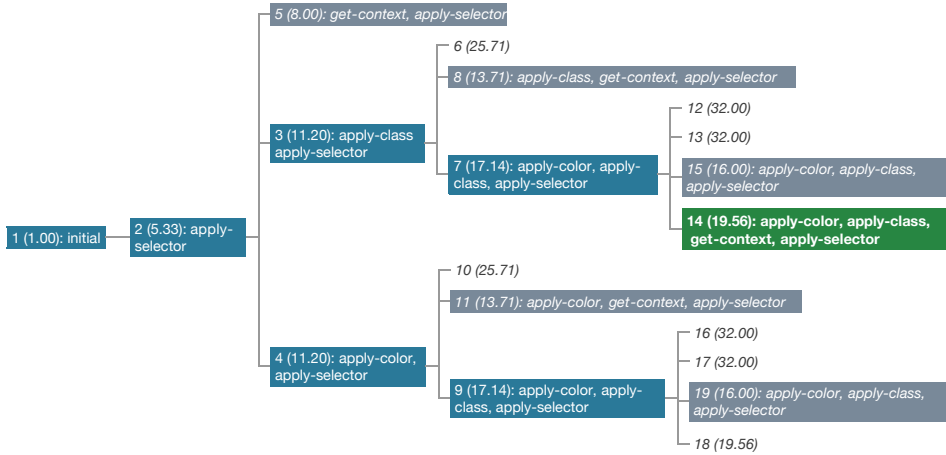 5 (8.00): get-context, apply-selector
6 (25.71)
8 (13.71): apply-class, get-context, apply-selector
12 (32.00)
13 (32.00)
3 (11.20): apply-class
apply-selector
7 (17.14): apply-color, apply-
class, apply-selector
15 (16.00): apply-color, apply-class,
apply-selector
14 (19.56): apply-color, apply-class,
get-context, apply-selector
1 (1.00): initial
2 (5.33): apply-
selector
10 (25.71)
11 (13.71): apply-color, get-context, apply-selector
16 (32.00)
17 (32.00)
4 (11.20): apply-color,
apply-selector
9 (17.14): apply-color, apply-
class, apply-selector
19 (16.00): apply-color, apply-class,
apply-selector
18 (19.56)